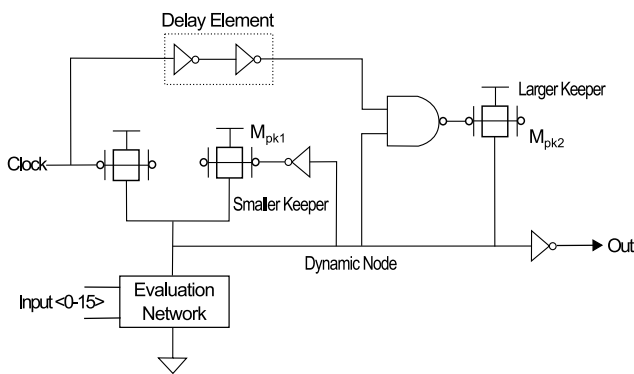 Delay Element
Larger Keeper
M_pk1
M_pk2
Clock
Smaller Keeper
Dynamic Node
Out
Input <0-15>
Evaluation
Network